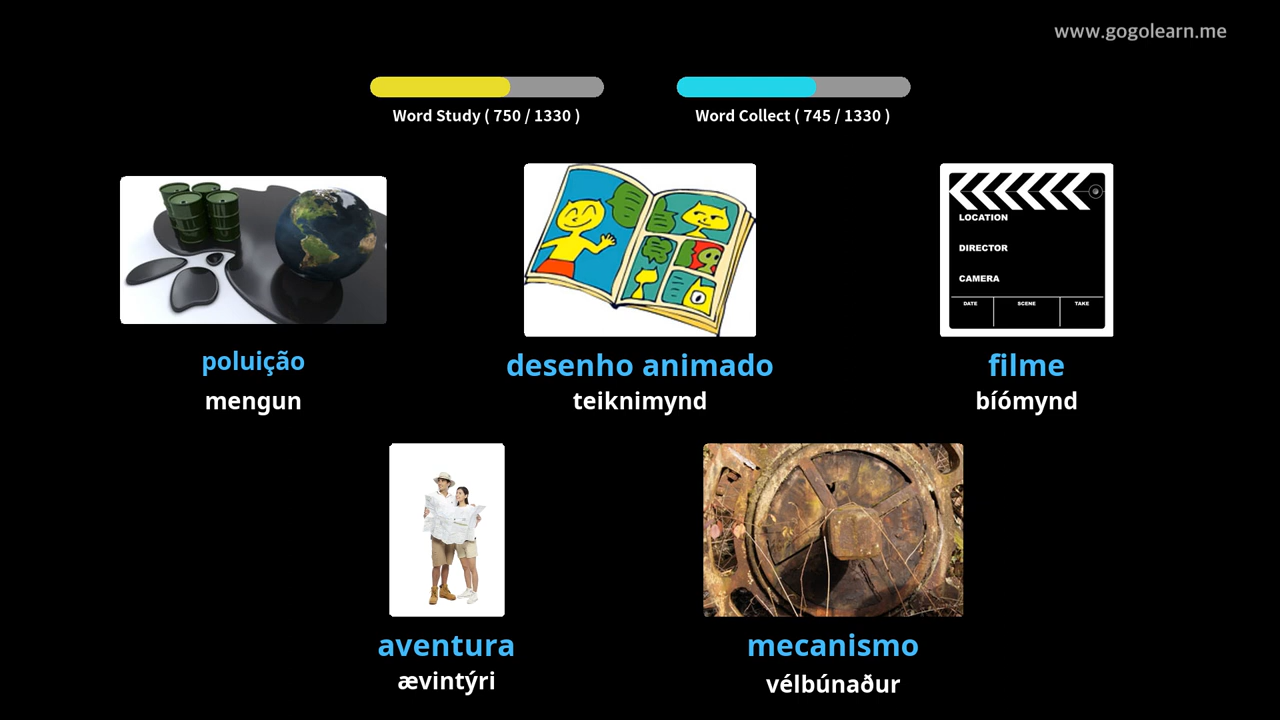 www.gogolearn.me
Word Study ( 750 / 1330 )
Word Collect ( 745 / 1330 )
LOCATION
DIRECTOR
CAMERA
DATE
SCENE
TAKE
poluição
mengun
desenho animado
teiknimynd
filme
bíómynd
aventura
ævintýri
mecanismo
vélbúnaður